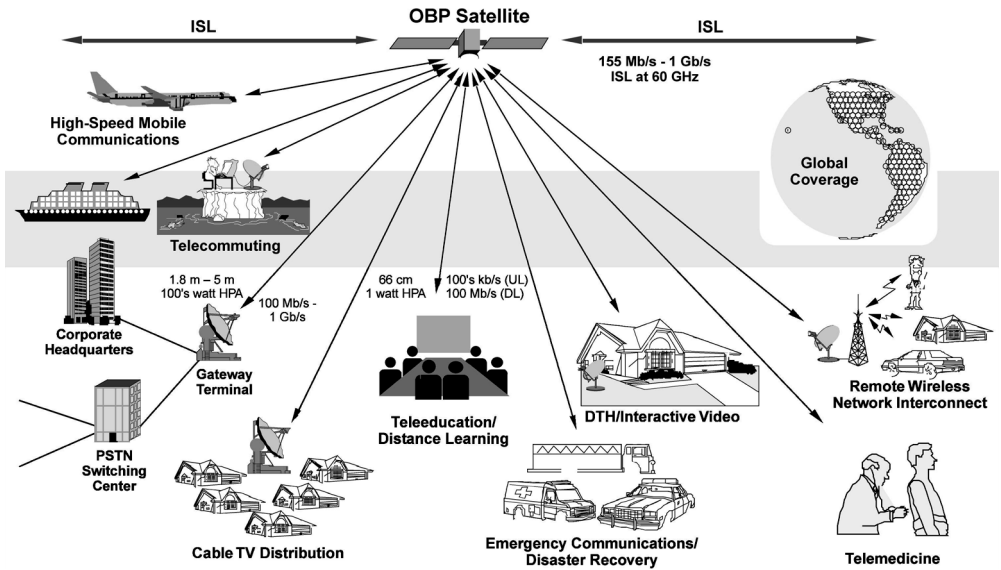 OBP Satellite
ISL
ISL
155 Mb/s - 1 Gb/s
ISL at 60 GHz
High-Speed Mobile
Communications
Global
Coverage
Telecommuting
1.8 m – 5 m
100's watt HPA
100 Mb/s -
1 Gb/s
66 cm
1 watt HPA
100's kb/s (UL)
100 Mb/s (DL)
Corporate
Headquarters
Gateway
Terminal
PSTN
Switching
Center
Teleeducation/
Distance Learning
DTH/Interactive Video
Remote Wireless
Network Interconnect
Cable TV Distribution
Emergency Communications/
Disaster Recovery
Telemedicine